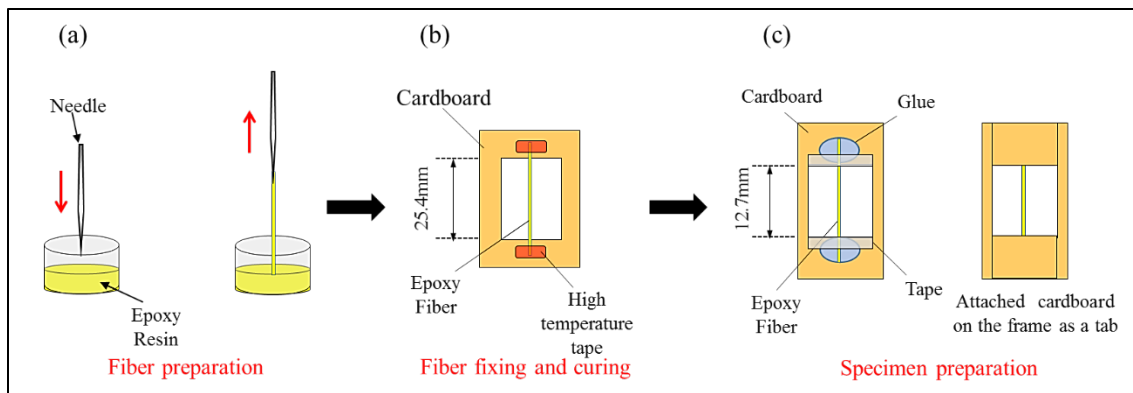 (a)
Needle
Epoxy
Resin
Fiber preparation
(b)
Cardboard
25.4mm
Epoxy
Fiber
High
temperature
tape
Fiber fixing and curing
(c)
Cardboard
Glue
12.7mm
Epoxy
Fiber
Tape
Attached cardboard
on the frame as a tab
Specimen preparation